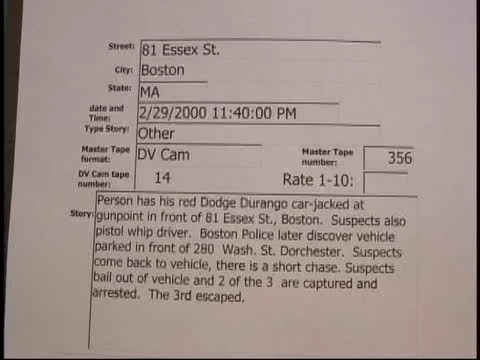 Street: 81 Essex St.
City: Boston
State: MA
date and Time: 2/29/2000 11:40:00 PM
Type Story: Other
Master Tape format: DV Cam Master Tape number: 356
DV Cam tape number: 14 Rate 1-10:
Story: Person has his red Dodge Durango car-jacked at
gunpoint in front of 81 Essex St., Boston. Suspects also
pistol whip driver. Boston Police later discover vehicle
parked in front of 280 Wash. St. Dorchester. Suspects
come back to vehicle, there is a short chase. Suspects
bail out of vehicle and 2 of the 3 are captured and
arrested. The 3rd escaped.